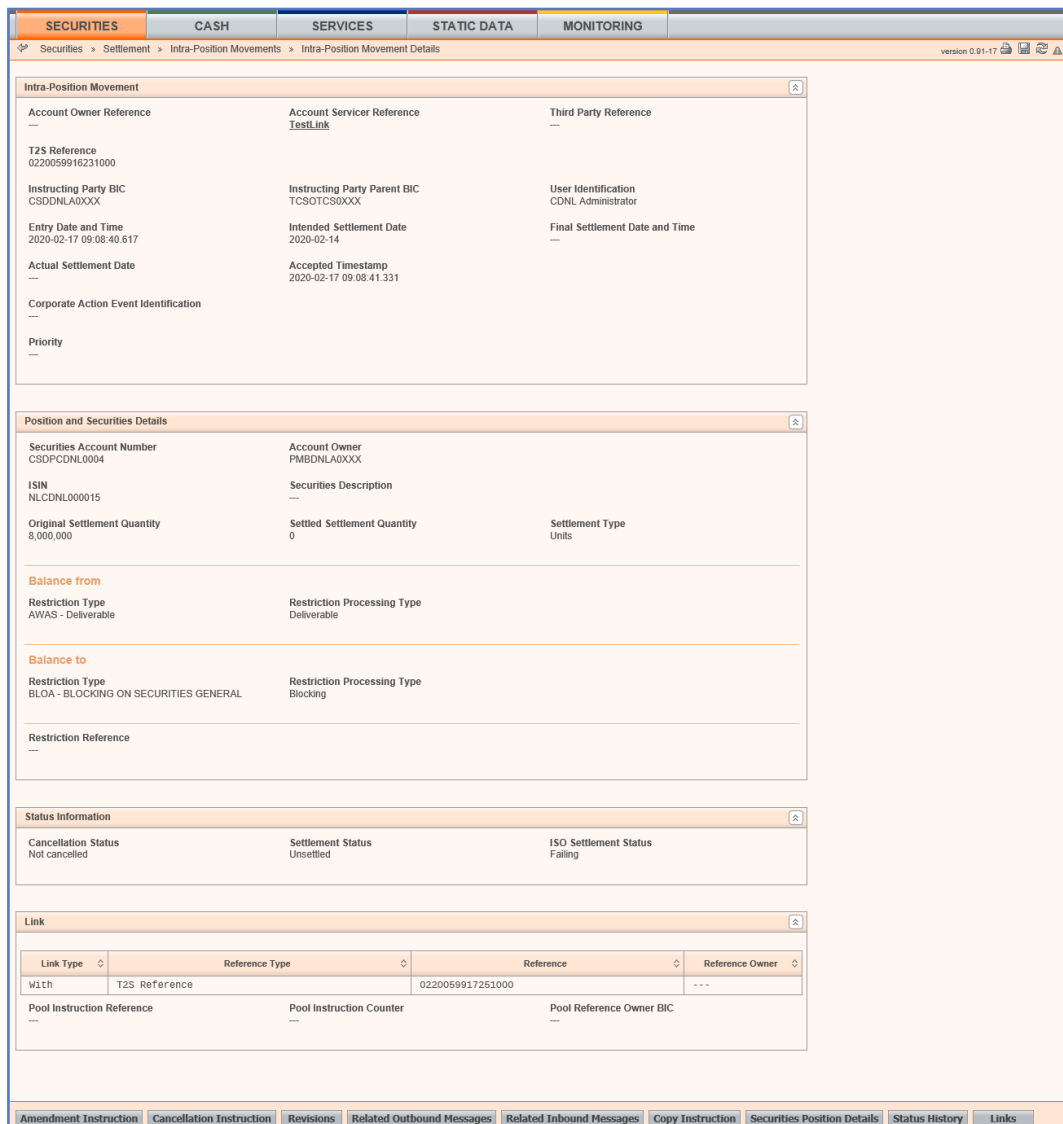 SECURITIES CASH SERVICES STATIC DATA MONITORING
Securities » Settlement » Intra-Position Movements » Intra-Position Movement Details version 0.91-17
Intra-Position Movement
Account Owner Reference Account Servicer Reference Third Party Reference
--- TestLink ---
T2S Reference
0220059916231000
Instructing Party BIC Instructing Party Parent BIC User Identification
CSDDNLA0XXX TCSOTCS0XXX CDNL Administrator
Entry Date and Time Intended Settlement Date Final Settlement Date and Time
2020-02-17 09:08:40.617 2020-02-14 ---
Actual Settlement Date Accepted Timestamp
--- 2020-02-17 09:08:41.331
Corporate Action Event Identification
---
Priority
---
Position and Securities Details
Securities Account Number Account Owner
CSDPCDNL0004 PMBDNLA0XXX
ISIN Securities Description
NLCDNL000015 ---
Original Settlement Quantity Settled Settlement Quantity Settlement Type
8,000,000 0 Units
Balance from
Restriction Type Restriction Processing Type
AWAS - Deliverable Deliverable
Balance to
Restriction Type Restriction Processing Type
BLOA - BLOCKING ON SECURITIES GENERAL Blocking
Restriction Reference
---
Status Information
Cancellation Status Settlement Status ISO Settlement Status
Not cancelled Unsettled Failing
Link
Link Type Reference Type Reference Reference Owner
With T2S Reference 0220059917251000 ---
Pool Instruction Reference Pool Instruction Counter Pool Reference Owner BIC
--- --- ---
Amendment Instruction Cancellation Instruction Revisions Related Outbound Messages Related Inbound Messages Copy Instruction Securities Position Details Status History Links